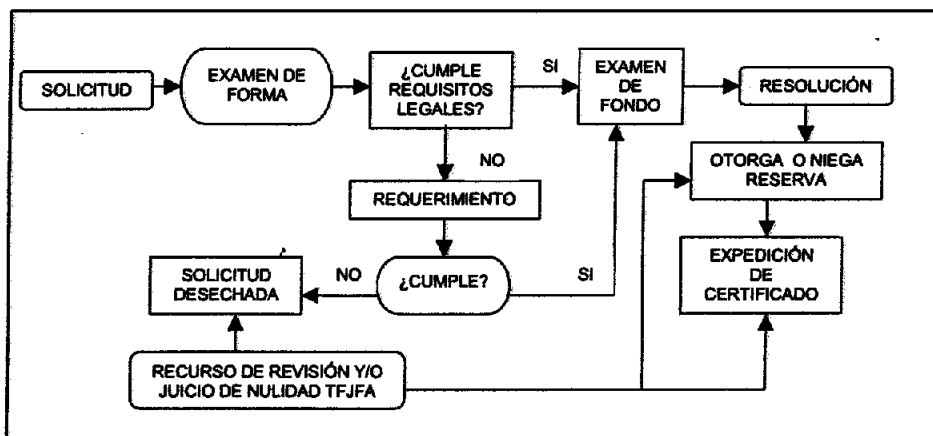 SOLICITUD
EXAMEN DE
FORMA
¿CUMPLE
REQUISITOS
LEGALES?
SI
EXAMEN
DE
FONDO
RESOLUCIÓN
NO
OTORGA O NIEGA
RESERVA
REQUERIMIENTO
EXPEDICIÓN
DE
CERTIFICADO
SOLICITUD
DESECHADA
NO
¿CUMPLE?
SI
RECURSO DE REVISIÓN Y/O
JUICIO DE NULIDAD TFJFA